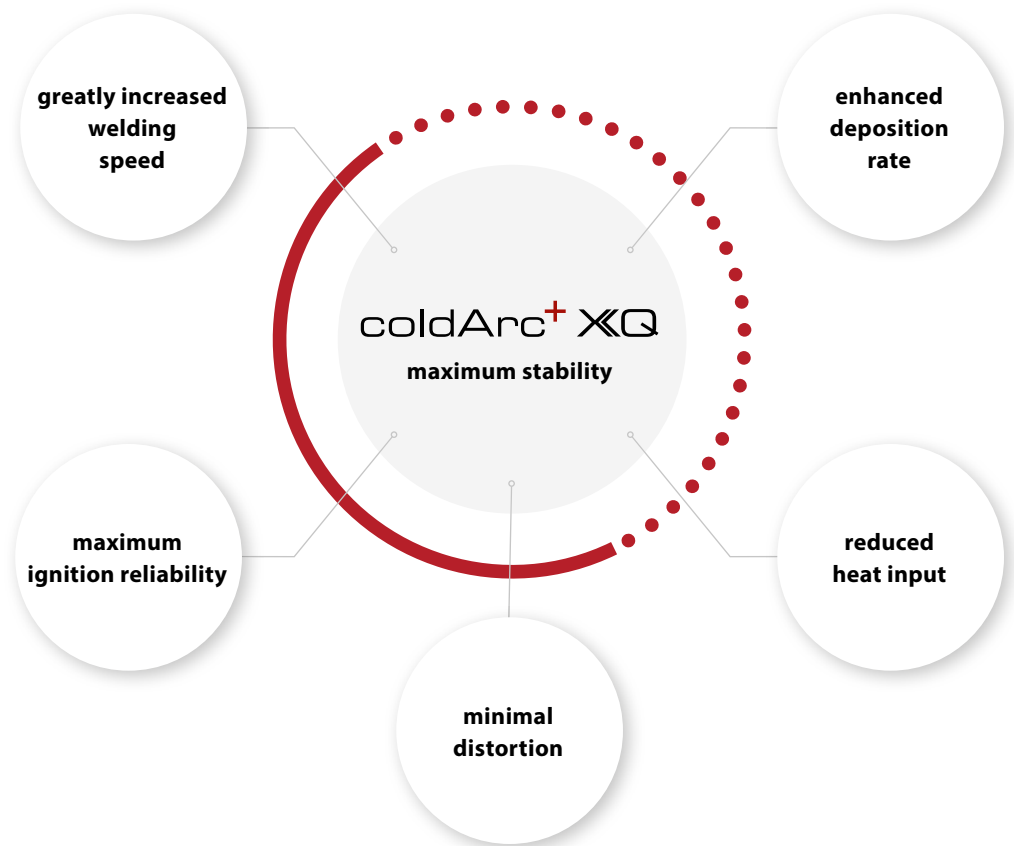 greatly increased
welding
speed
enhanced
deposition
rate
coldArc+ XQ
maximum stability
maximum
ignition reliability
reduced
heat input
minimal
distortion